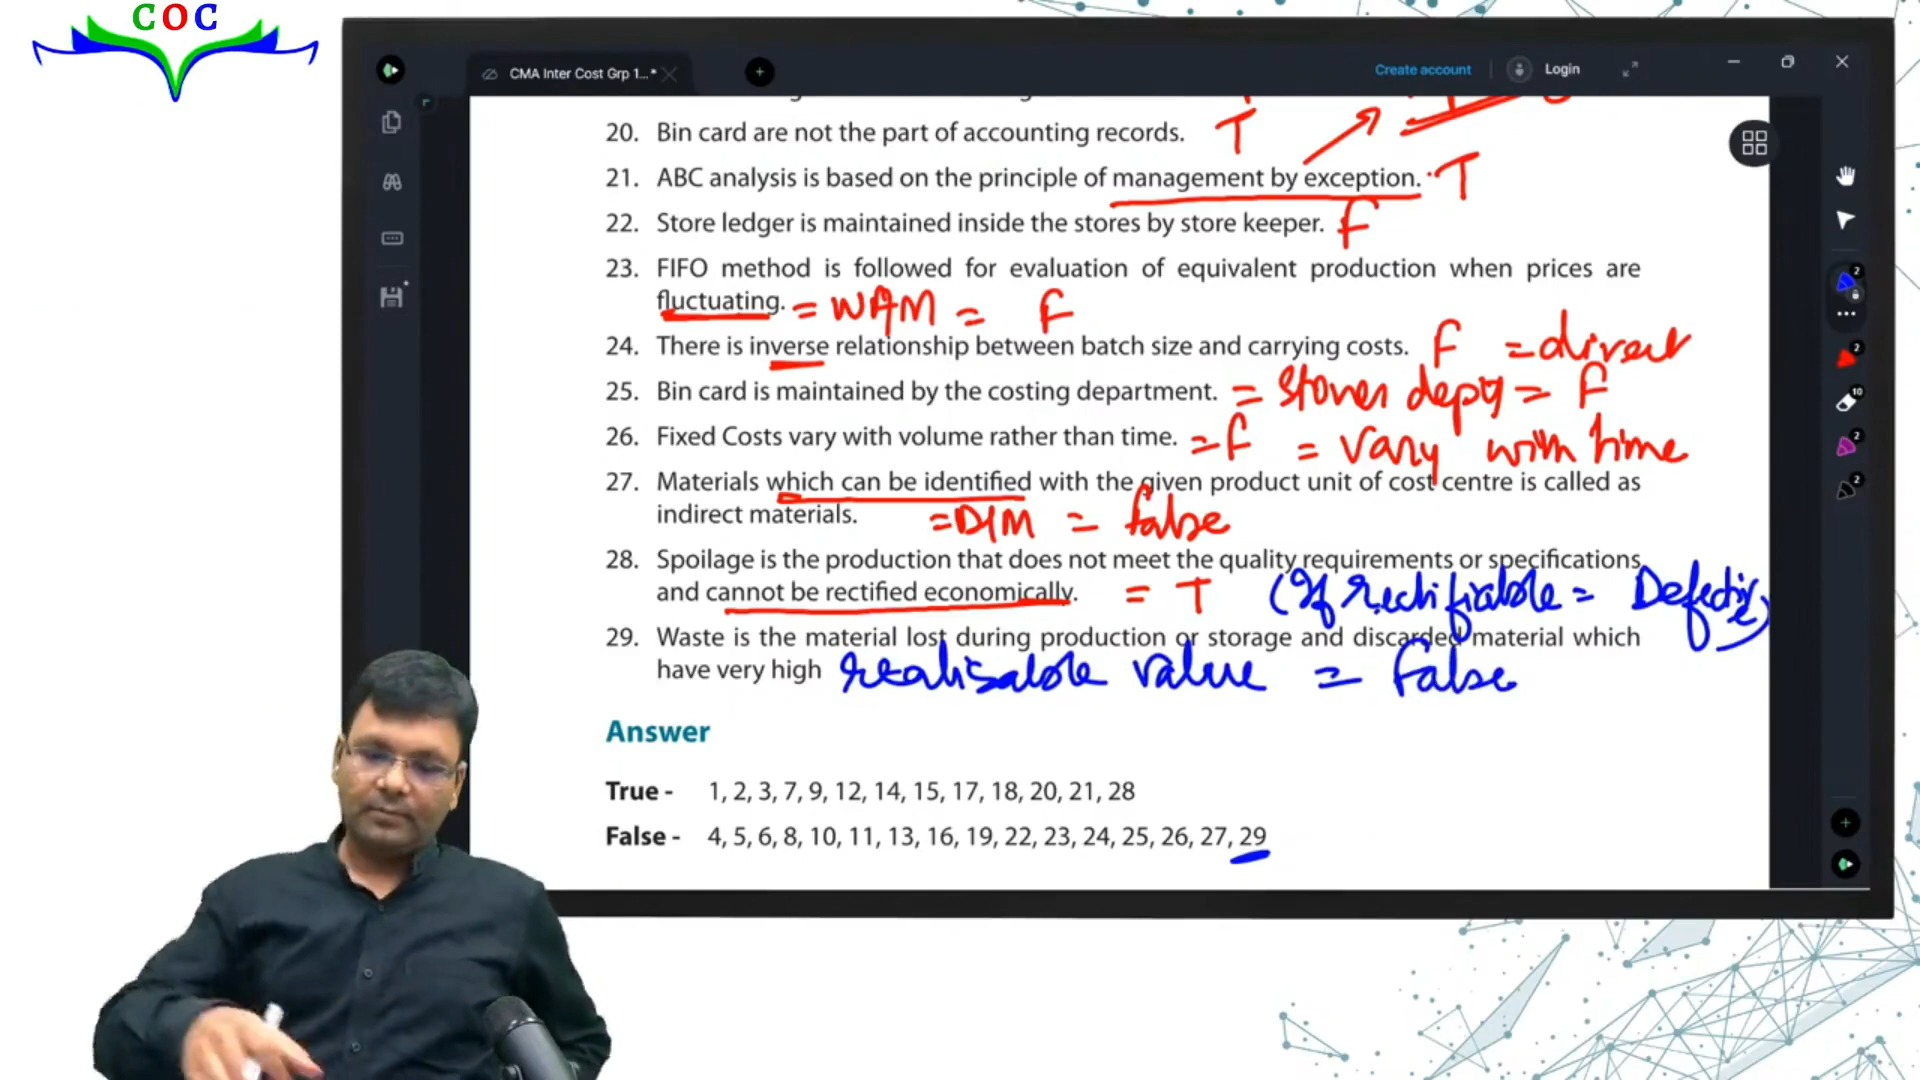 COC
CMA Inter Cost Grp 1...*
Create account
Login
20. Bin card are not the part of accounting records. T
21. ABC analysis is based on the principle of management by exception. T
22. Store ledger is maintained inside the stores by store keeper. F
23. FIFO method is followed for evaluation of equivalent production when prices are
fluctuating. = WAM = F
24. There is inverse relationship between batch size and carrying costs. F = direct
25. Bin card is maintained by the costing department. = Stores dept = F
26. Fixed Costs vary with volume rather than time. = F = vary with time
27. Materials which can be identified with the given product unit of cost centre is called as
indirect materials. = DIM = false
28. Spoilage is the production that does not meet the quality requirements or specifications
and cannot be rectified economically. = T (If rectifiable = Defective)
29. Waste is the material lost during production or storage and discarded material which
have very high realisable value = false
Answer
True - 1, 2, 3, 7, 9, 12, 14, 15, 17, 18, 20, 21, 28
False - 4, 5, 6, 8, 10, 11, 13, 16, 19, 22, 23, 24, 25, 26, 27, 29
2
2
10
2
2